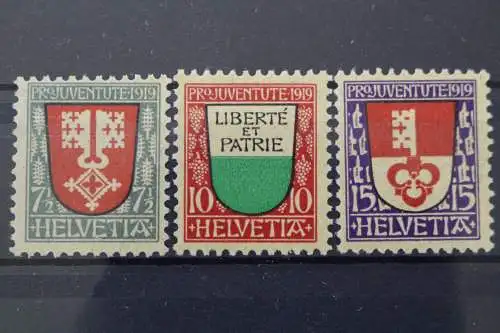 PRO JUVENTUTE·1919
7½ 7½
HELVETIA
PRO JUVENTUTE·1919
LIBERTÉ
ET
PATRIE
10 10
HELVETIA
PRO JUVENTUTE·1919
15 15
HELVETIA